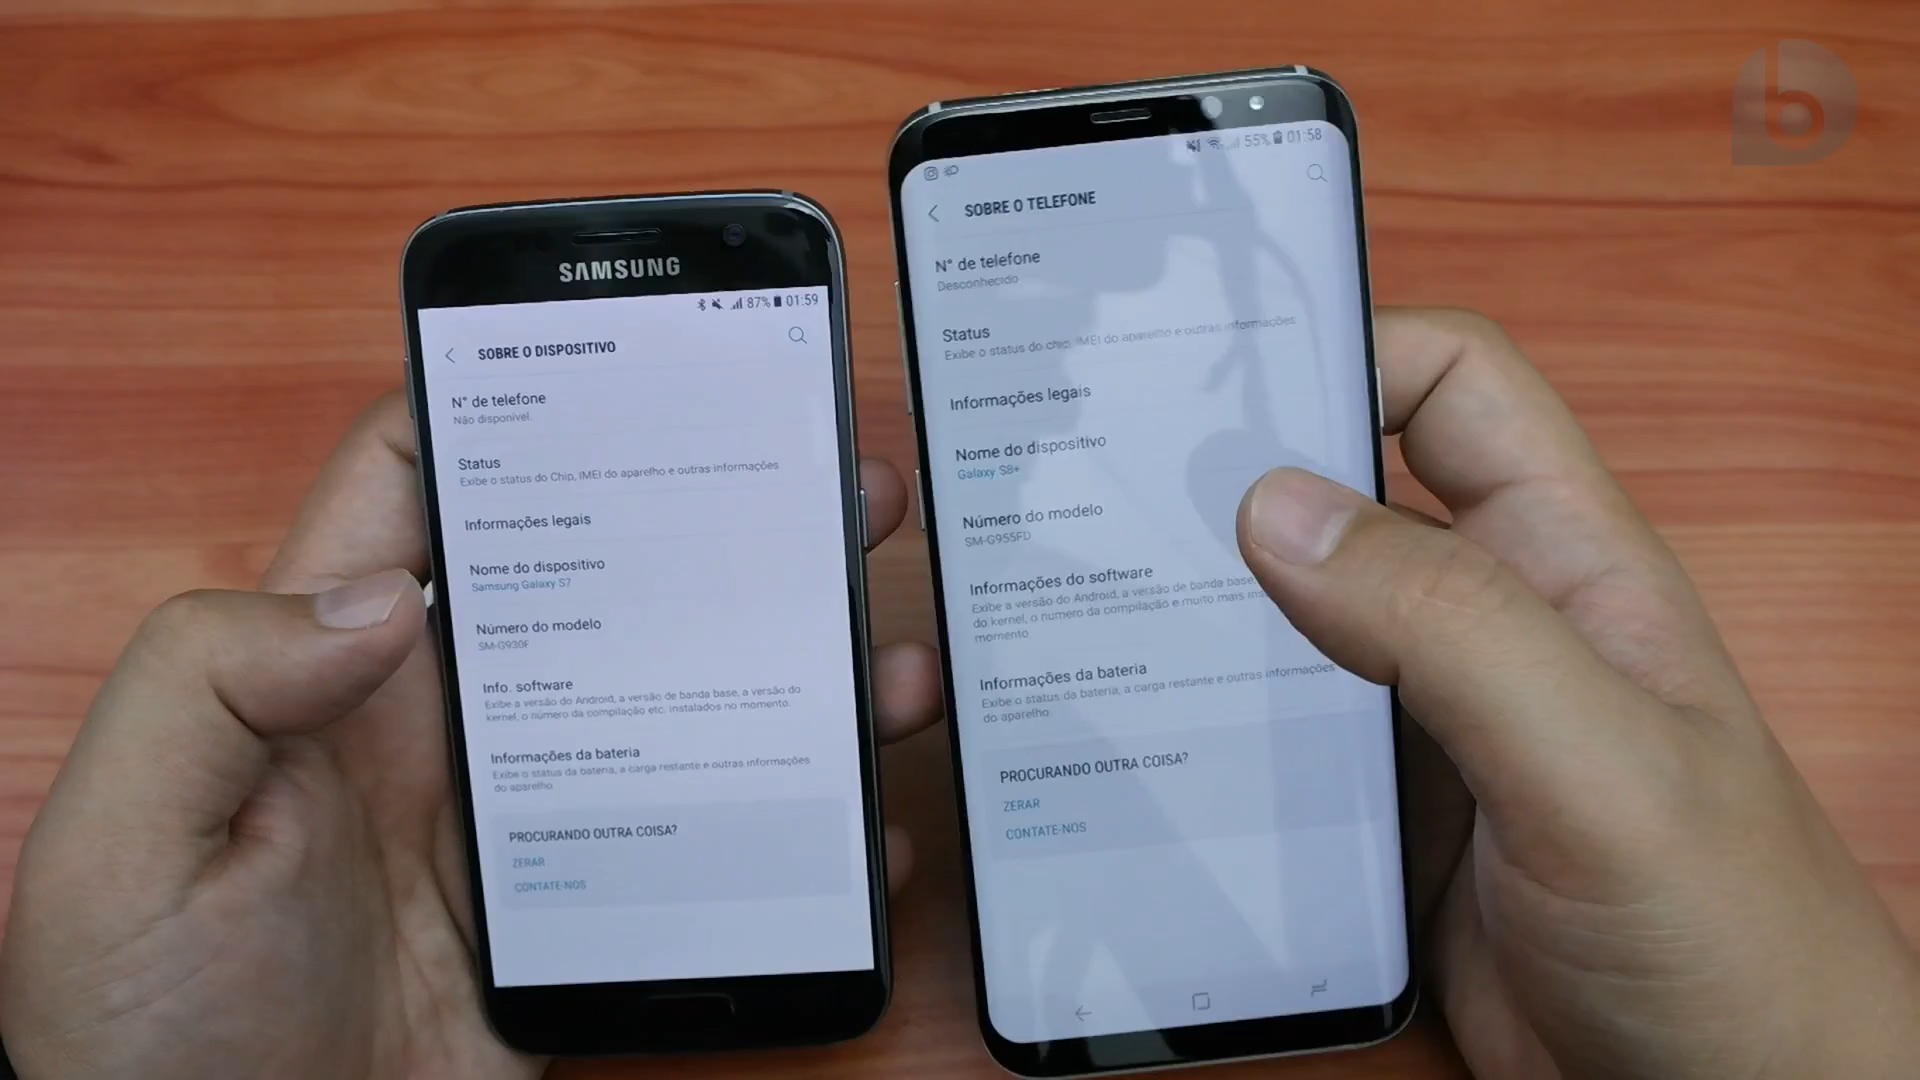 SAMSUNG
87% 01:59
SOBRE O DISPOSITIVO
N° de telefone
Não disponível.
Status
Exibe o status do Chip, IMEI do aparelho e outras informações
Informações legais
Nome do dispositivo
Samsung Galaxy S7
Número do modelo
SM-G930F
Info. software
Exibe a versão do Android, a versão de banda base, a versão do
kernel, o número da compilação etc. instalados no momento.
Informações da bateria
Exibe o status da bateria, a carga restante e outras informações
do aparelho
PROCURANDO OUTRA COISA?
ZERAR
CONTATE-NOS
55% 01:58
SOBRE O TELEFONE
N° de telefone
Desconhecido
Status
Exibe o status do chip, IMEI do aparelho e outras informações
Informações legais
Nome do dispositivo
Galaxy S8+
Número do modelo
SM-G955FD
Informações do software
Exibe a versão do Android, a versão de banda base,
do kernel, o número da compilação e muito mais
momento
Informações da bateria
Exibe o status da bateria, a carga restante e outras informações
do aparelho
PROCURANDO OUTRA COISA?
ZERAR
CONTATE-NOS
b